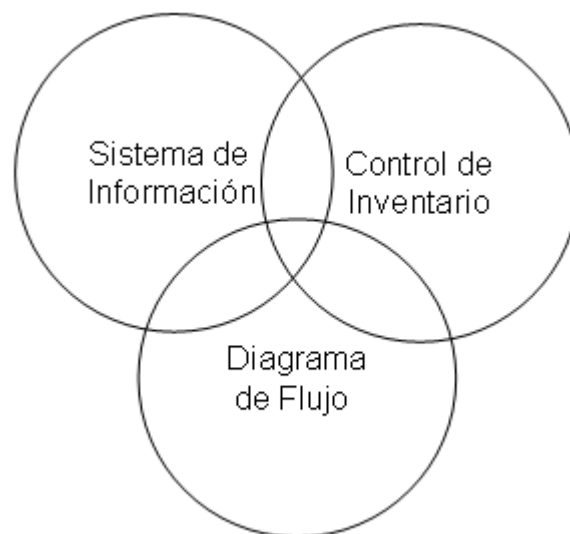 Sistema de
Información
Control de
Inventario
Diagrama
de Flujo